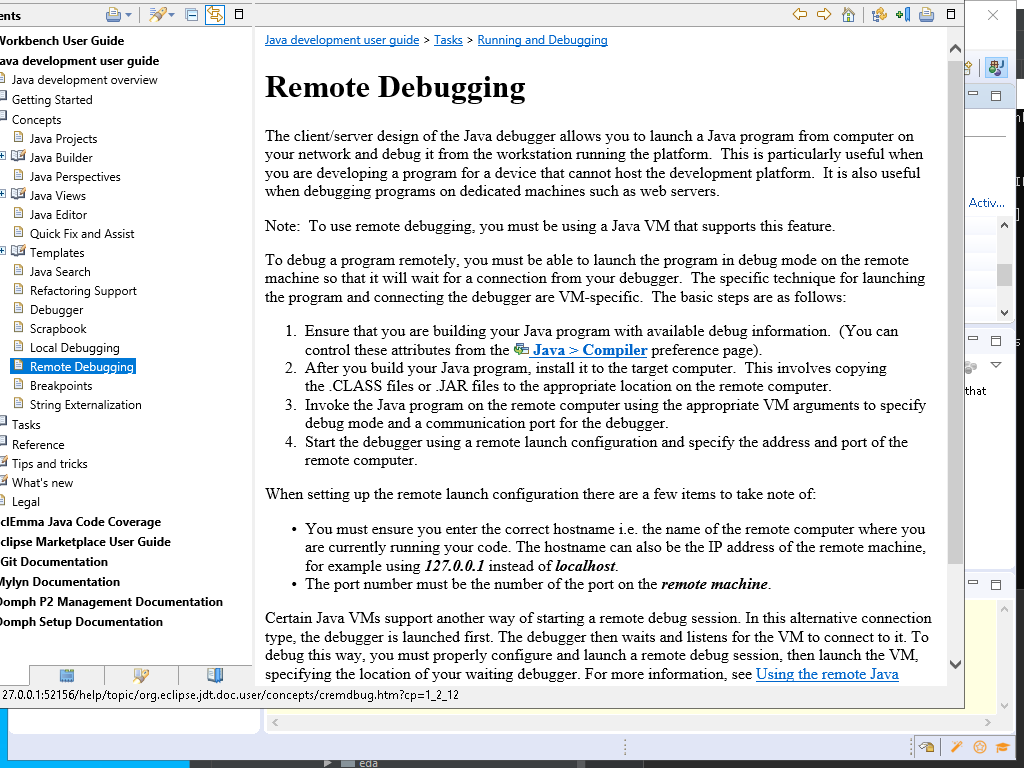 ents
Workbench User Guide
ava development user guide
Java development overview
Getting Started
Concepts
Java Projects
Java Builder
Java Perspectives
Java Views
Java Editor
Quick Fix and Assist
Templates
Java Search
Refactoring Support
Debugger
Scrapbook
Local Debugging
Remote Debugging
Breakpoints
String Externalization
Tasks
Reference
Tips and tricks
What's new
Legal
clEmma Java Code Coverage
clipse Marketplace User Guide
Git Documentation
Mylyn Documentation
Oomph P2 Management Documentation
Oomph Setup Documentation
Java development user guide > Tasks > Running and Debugging
Remote Debugging
The client/server design of the Java debugger allows you to launch a Java program from computer on
your network and debug it from the workstation running the platform.  This is particularly useful when
you are developing a program for a device that cannot host the development platform.  It is also useful
when debugging programs on dedicated machines such as web servers.
Note:  To use remote debugging, you must be using a Java VM that supports this feature.
To debug a program remotely, you must be able to launch the program in debug mode on the remote
machine so that it will wait for a connection from your debugger.  The specific technique for launching
the program and connecting the debugger are VM-specific.  The basic steps are as follows:
1. Ensure that you are building your Java program with available debug information.  (You can
control these attributes from the Java > Compiler preference page).
2. After you build your Java program, install it to the target computer.  This involves copying
the .CLASS files or .JAR files to the appropriate location on the remote computer.
3. Invoke the Java program on the remote computer using the appropriate VM arguments to specify
debug mode and a communication port for the debugger.
4. Start the debugger using a remote launch configuration and specify the address and port of the
remote computer.
When setting up the remote launch configuration there are a few items to take note of:
• You must ensure you enter the correct hostname i.e. the name of the remote computer where you
are currently running your code. The hostname can also be the IP address of the remote machine,
for example using 127.0.0.1 instead of localhost.
• The port number must be the number of the port on the remote machine.
Certain Java VMs support another way of starting a remote debug session. In this alternative connection
type, the debugger is launched first. The debugger then waits and listens for the VM to connect to it. To
debug this way, you must properly configure and launch a remote debug session, then launch the VM,
specifying the location of your waiting debugger. For more information, see Using the remote Java
27.0.0.1:52156/help/topic/org.eclipse.jdt.doc.user/concepts/cremdbug.htm?cp=1_2_12
Activ...
that
eda